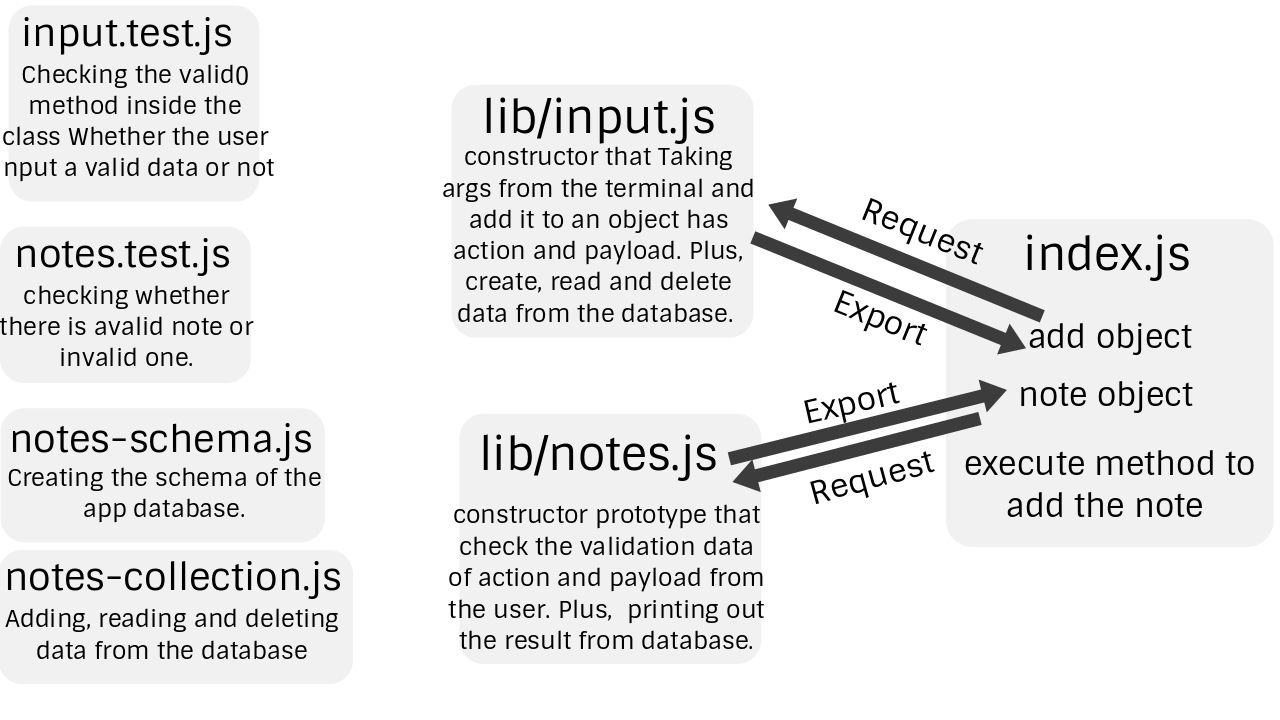 input.test.js
Checking the valid()
method inside the
class Whether the user
nput a valid data or not
notes.test.js
checking whether
there is avalid note or
invalid one.
notes-schema.js
Creating the schema of the
app database.
notes-collection.js
Adding, reading and deleting
data from the database
lib/input.js
constructor that Taking
args from the terminal and
add it to an object has
action and payload. Plus,
create, read and delete
data from the database.
lib/notes.js
constructor prototype that
check the validation data
of action and payload from
the user. Plus,  printing out
the result from database.
Request
Export
Export
Request
index.js
add object
note object
execute method to
add the note